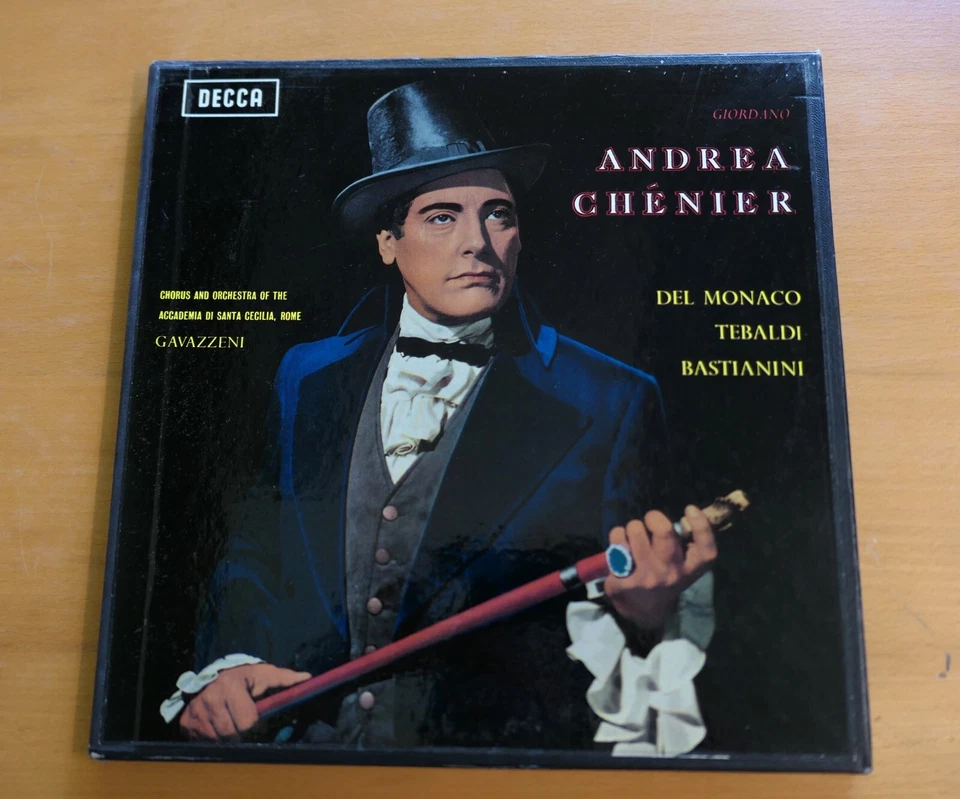 DECCA
GIORDANO
ANDREA
CHÉNIER
DEL MONACO
TEBALDI
BASTIANINI
CHORUS AND ORCHESTRA OF THE
ACCADEMIA DI SANTA CECILIA, ROME
GAVAZZENI